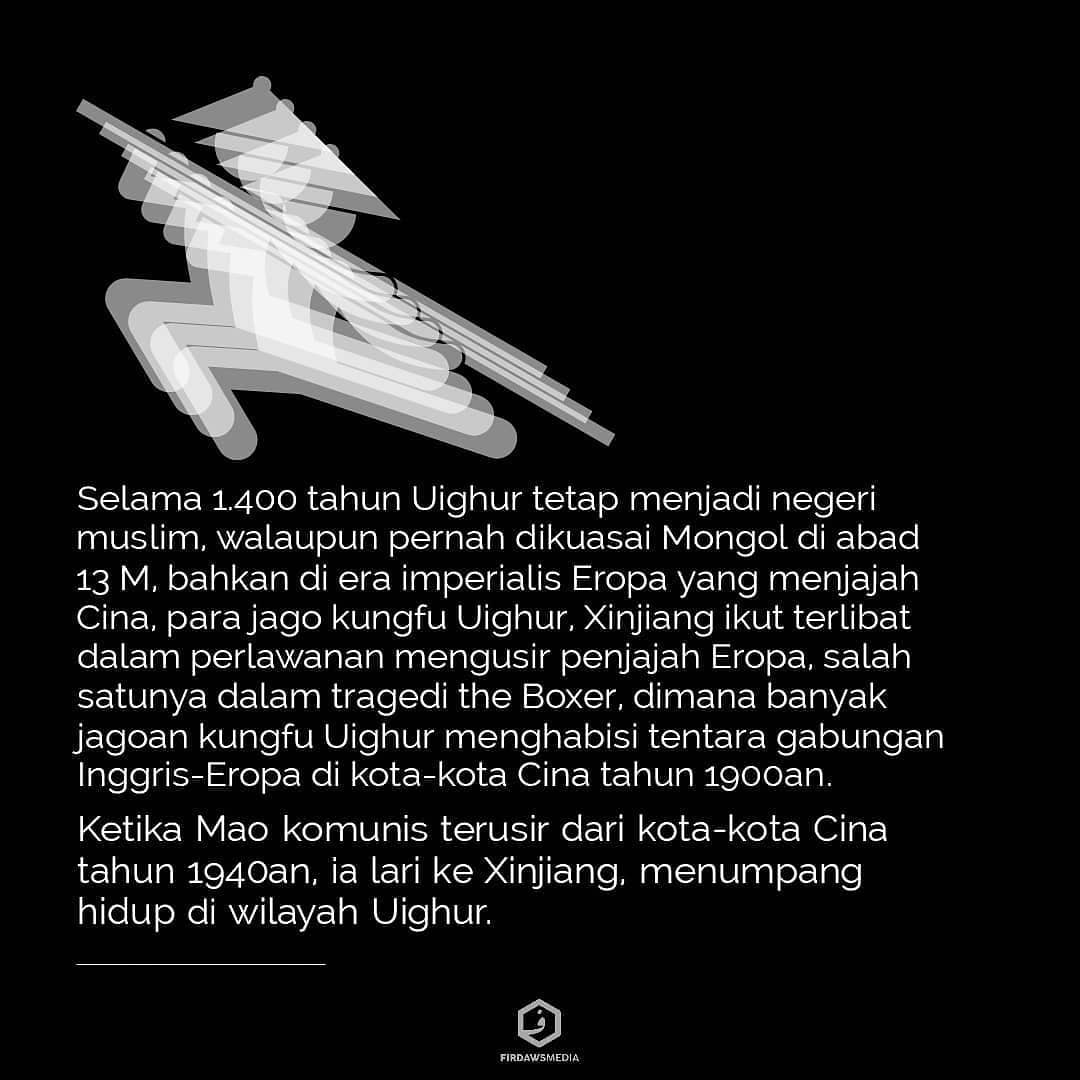 Selama 1.400 tahun Uighur tetap menjadi negeri
muslim, walaupun pernah dikuasai Mongol di abad
13 M, bahkan di era imperialis Eropa yang menjajah
Cina, para jago kungfu Uighur, Xinjiang ikut terlibat
dalam perlawanan mengusir penjajah Eropa, salah
satunya dalam tragedi the Boxer, dimana banyak
jagoan kungfu Uighur menghabisi tentara gabungan
Inggris-Eropa di kota-kota Cina tahun 1900an.
Ketika Mao komunis terusir dari kota-kota Cina
tahun 1940an, ia lari ke Xinjiang, menumpang
hidup di wilayah Uighur.
FIRDAWSMEDIA